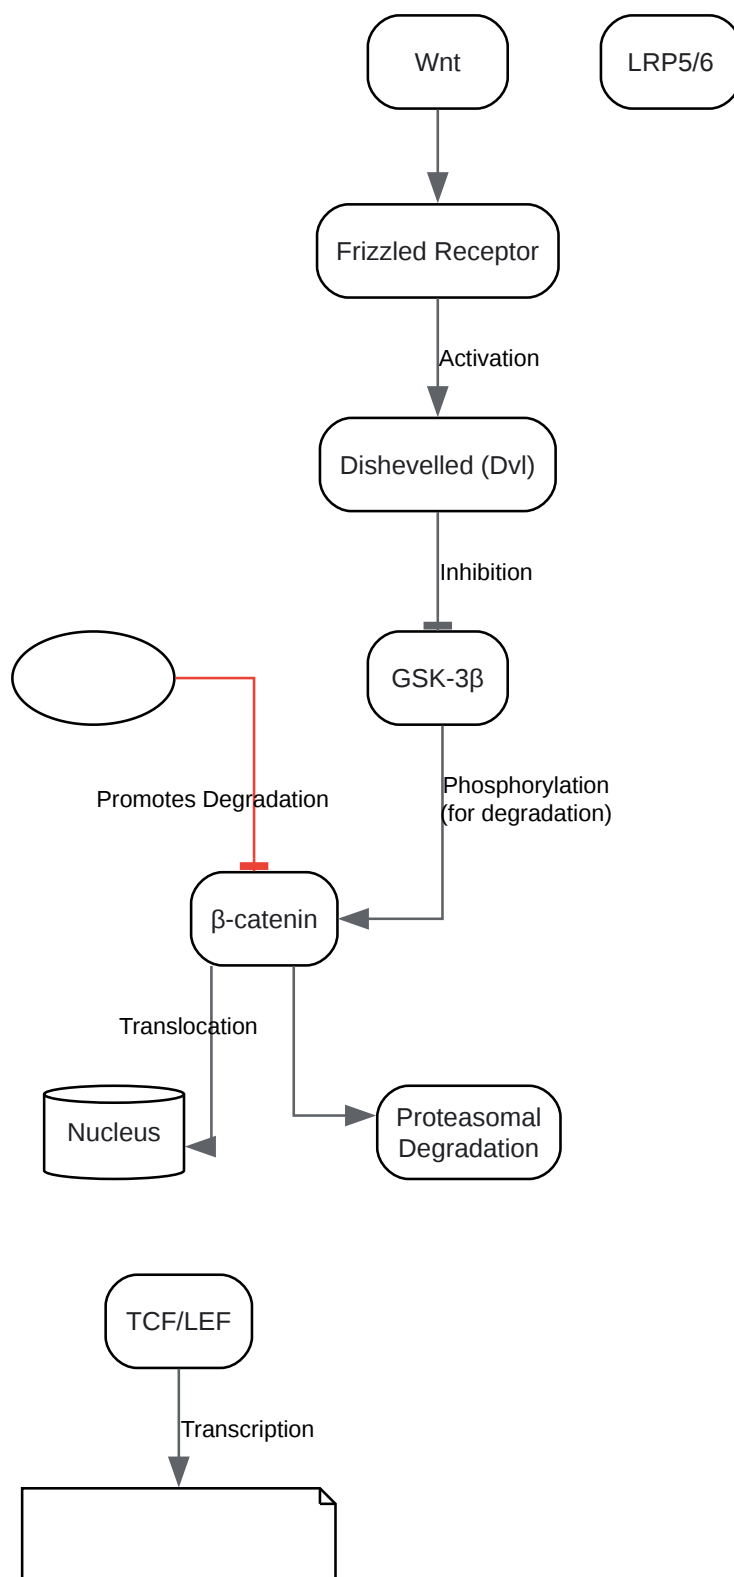 Wnt
LRP5/6
Frizzled Receptor
Activation
Dishevelled (Dvl)
Inhibition
GSK-3β
Promotes Degradation
Phosphorylation
(for degradation)
β-catenin
Translocation
Nucleus
Proteasomal
Degradation
TCF/LEF
Transcription